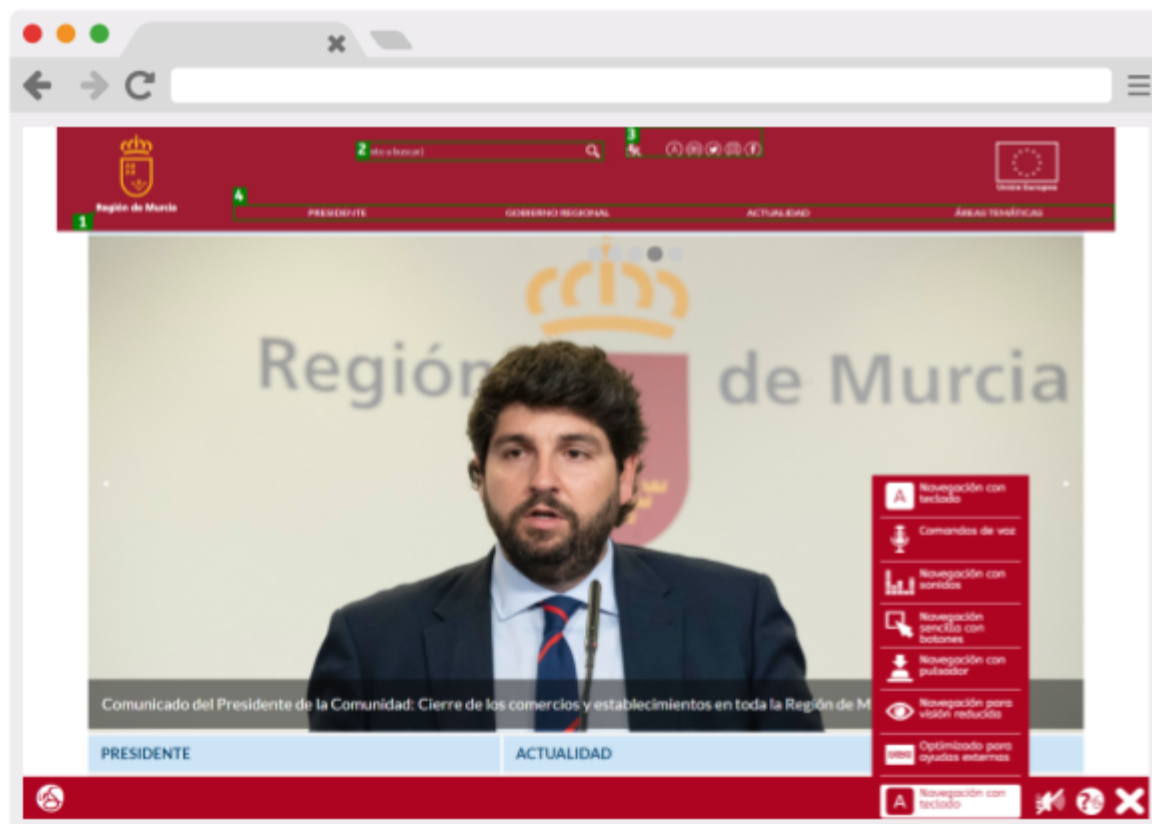 2
sto a buscar)
3
Región de Murcia
Unión Europea
4
1
PRESIDENTE
GOBIERNO REGIONAL
ACTUALIDAD
ÁREAS TEMÁTICAS
Región de Murcia
Navegación con
teclado
Comandos de voz
Navegación con
sonidos
Navegación
sencilla con
botones
Navegación con
pulsador
Navegación para
visión reducida
Optimizado para
ayudas externas
Comunicado del Presidente de la Comunidad: Cierre de los comercios y establecimientos en toda la Región de M
PRESIDENTE
ACTUALIDAD
A
Navegación con
teclado